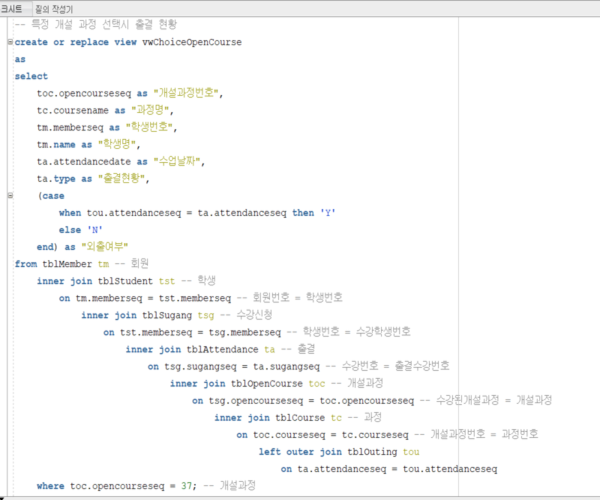 크시트 질의 작성기
-- 특정 개설 과정 선택시 출결 현황
create or replace view vwChoiceOpenCourse
as
select
toc.opencourseseq as "개설과정번호",
tc.coursename as "과정명",
tm.memberseq as "학생번호",
tm.name as "학생명",
ta.attendancedate as "수업날짜",
ta.type as "출결현황",
(case
when tou.attendanceseq = ta.attendanceseq then 'Y'
else 'N'
end) as "외출여부"
from tblMember tm -- 회원
inner join tblStudent tst -- 학생
on tm.memberseq = tst.memberseq -- 회원번호 = 학생번호
inner join tblSugang tsg -- 수강신청
on tst.memberseq = tsg.memberseq -- 학생번호 = 수강학생번호
inner join tblAttendance ta -- 출결
on tsg.sugangseq = ta.sugangseq -- 수강번호 = 출결수강번호
inner join tblOpenCourse toc -- 개설과정
on tsg.opencourseseq = toc.opencourseseq -- 수강된개설과정 = 개설과정
inner join tblCourse tc -- 과정
on toc.courseseq = tc.courseseq -- 개설과정번호 = 과정번호
left outer join tblOuting tou
on ta.attendanceseq = tou.attendanceseq
where toc.opencourseseq = 37; -- 개설과정